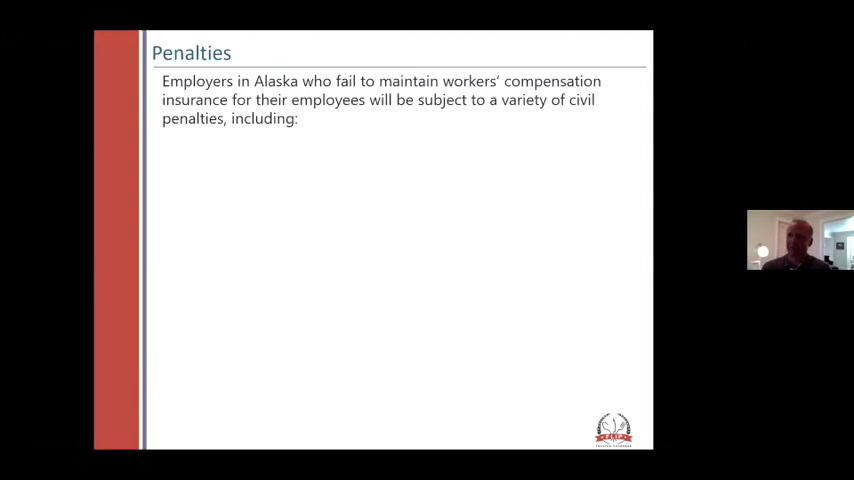 Penalties
Employers in Alaska who fail to maintain workers‘ compensation
insurance for their employees will be subject to a variety of civil
penalties, including:
FLIP